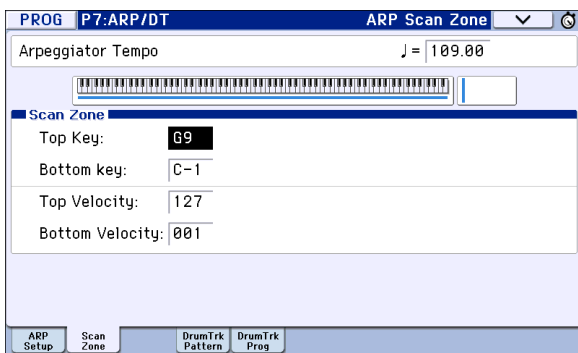 PROG P7:ARP/DT ARP Scan Zone
Arpeggiator Tempo ♩= 109.00
Scan Zone
Top Key: G9
Bottom key: C-1
Top Velocity: 127
Bottom Velocity: 001
ARP Setup
Scan Zone
DrumTrk Pattern
DrumTrk Prog